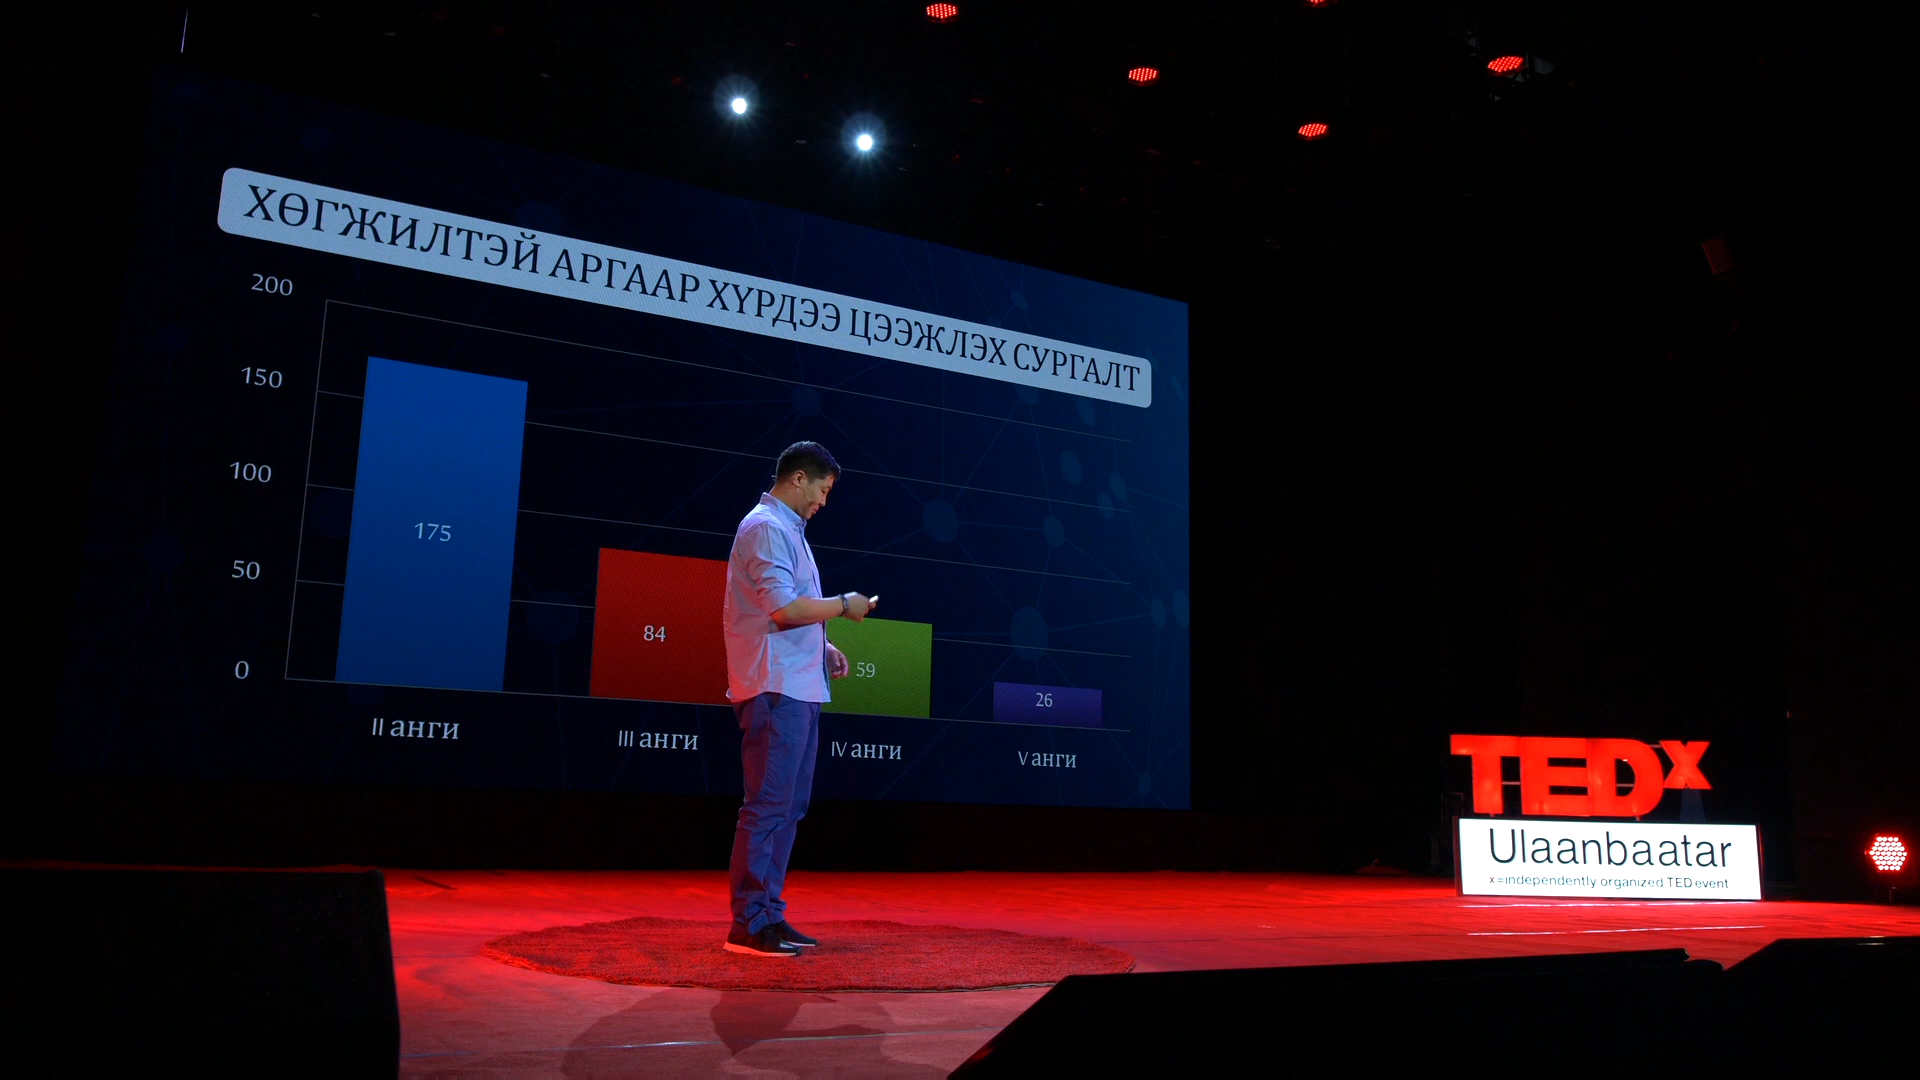 ХӨГЖИЛТЭЙ АРГААР ХҮРДЭЭ ЦЭЭЖЛЭХ СУРГАЛТ
200
150
100
50
0
175
84
59
26
II анги
III анги
IV анги
V анги
TEDx
Ulaanbaatar
x=independently organized TED event